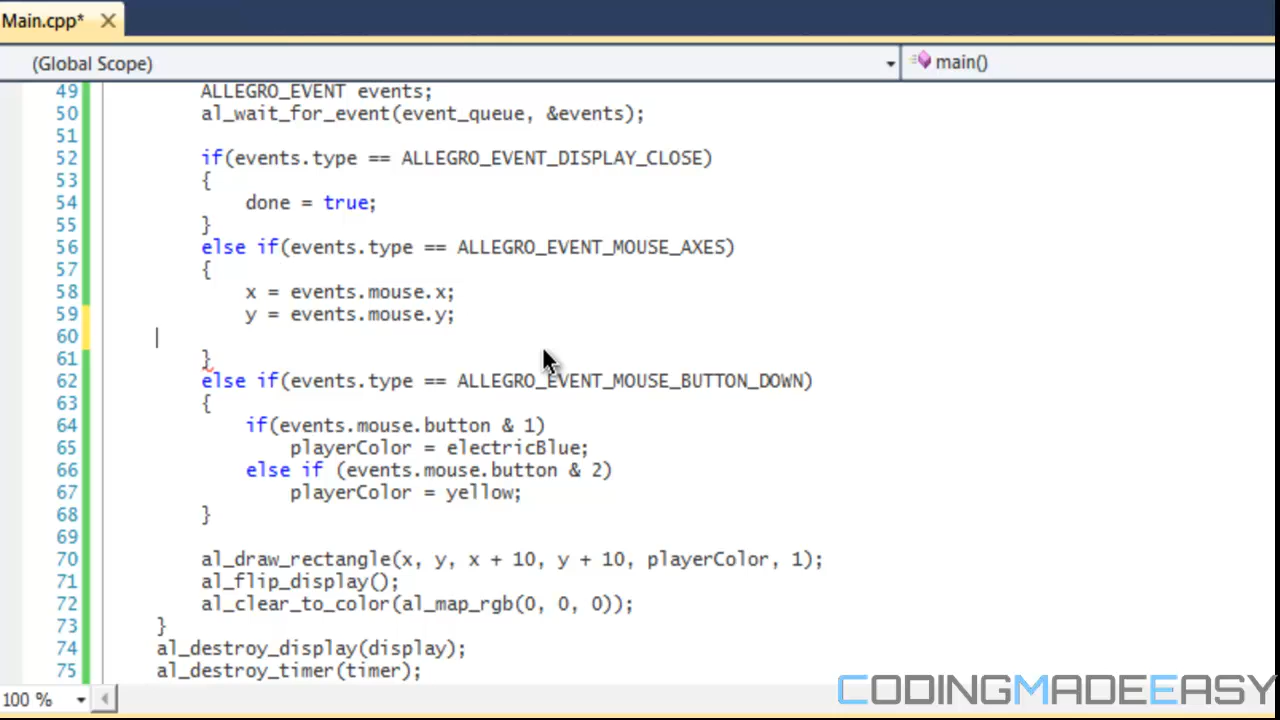 Main.cpp*
(Global Scope)
main()
49 ALLEGRO_EVENT events;
50 al_wait_for_event(event_queue, &events);
51
52 if(events.type == ALLEGRO_EVENT_DISPLAY_CLOSE)
53 {
54 done = true;
55 }
56 else if(events.type == ALLEGRO_EVENT_MOUSE_AXES)
57 {
58 x = events.mouse.x;
59 y = events.mouse.y;
60
61 }
62 else if(events.type == ALLEGRO_EVENT_MOUSE_BUTTON_DOWN)
63 {
64 if(events.mouse.button & 1)
65 playerColor = electricBlue;
66 else if (events.mouse.button & 2)
67 playerColor = yellow;
68 }
69
70 al_draw_rectangle(x, y, x + 10, y + 10, playerColor, 1);
71 al_flip_display();
72 al_clear_to_color(al_map_rgb(0, 0, 0));
73 }
74 al_destroy_display(display);
75 al_destroy_timer(timer);
100 %
CODINGMADEEASY